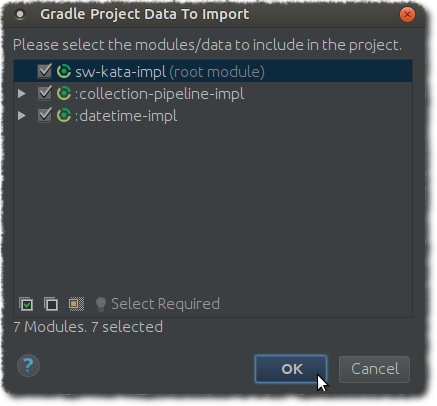 Gradle Project Data To Import
Please select the modules/data to include in the project.
sw-kata-impl (root module)
:collection-pipeline-impl
:datetime-impl
Select Required
7 Modules. 7 selected
? OK Cancel